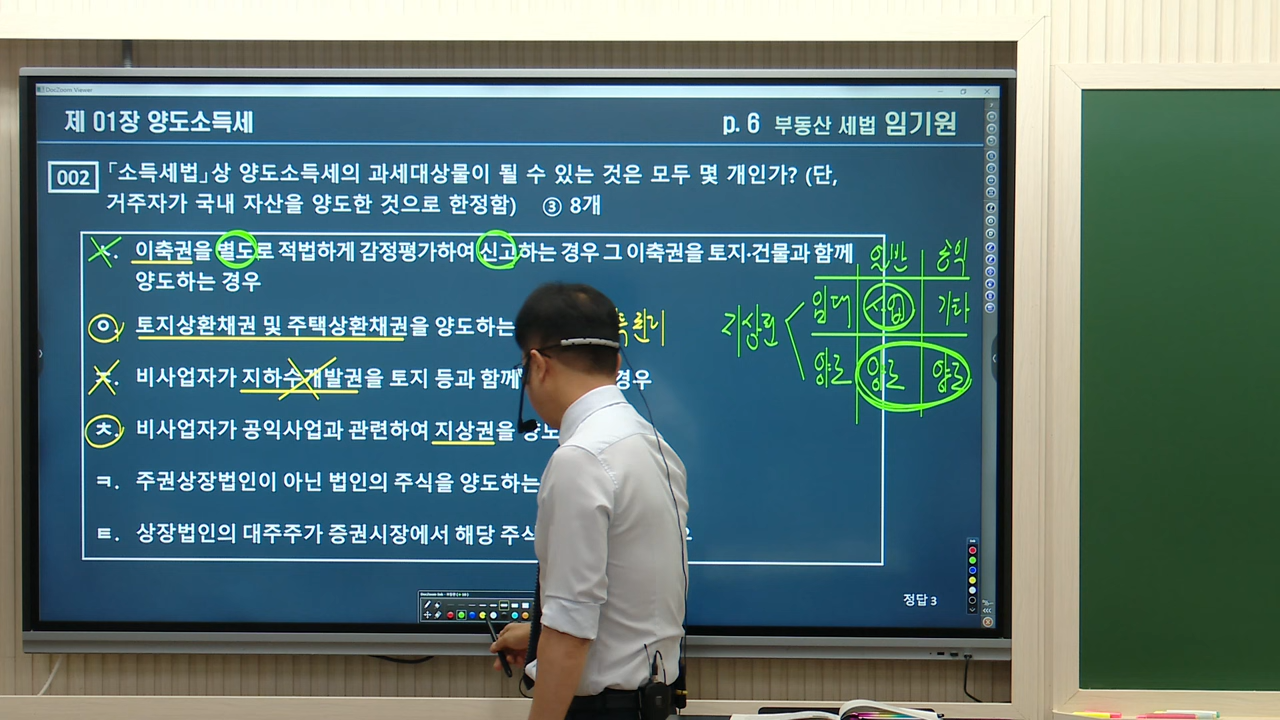 DocZoom Viewer
제 01장 양도소득세
p. 6 부동산 세법 임기원
002 「소득세법」상 양도소득세의 과세대상물이 될 수 있는 것은 모두 몇 개인가? (단,
거주자가 국내 자산을 양도한 것으로 한정함) ③ 8개
이축권을 별도로 적법하게 감정평가하여 신고하는 경우 그 이축권을 토지·건물과 함께
양도하는 경우
토지상환채권 및 주택상환채권을 양도하는
비사업자가 지하수개발권을 토지 등과 함께 경우
ㅊ. 비사업자가 공익사업과 관련하여 지상권을 양도
ㅋ. 주권상장법인이 아닌 법인의 주식을 양도하는
ㅌ. 상장법인의 대주주가 증권시장에서 해당 주식
일반 공익
지상권 임대 사업 기타
양도 양도 양도
정답 3